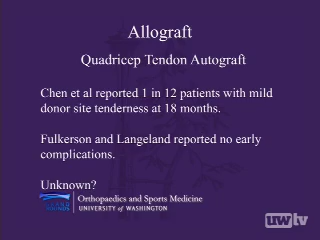 Allograft
Quadricep Tendon Autograft
Chen et al reported 1 in 12 patients with mild
donor site tenderness at 18 months.
Fulkerson and Langeland reported no early
complications.
Unknown?
Orthopaedics and Sports Medicine
UNIVERSITY of WASHINGTON
uwtv